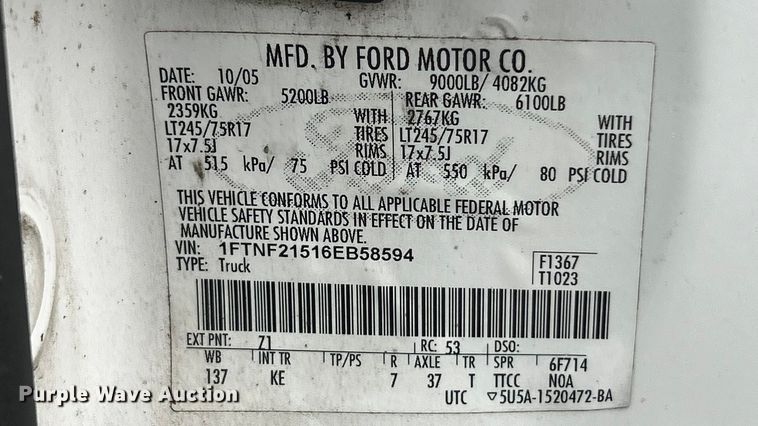 MFD. BY FORD MOTOR CO.
DATE: 10/05 GVWR: 9000LB/ 4082KG
FRONT GAWR: 5200LB REAR GAWR: 6100LB
2359KG WITH 2767KG WITH
LT245/75R17 TIRES LT245/75R17 TIRES
17x7.5J RIMS 17x7.5J RIMS
AT 515 kPa/ 75 PSI COLD AT 550 kPa/ 80 PSI COLD
Ford
THIS VEHICLE CONFORMS TO ALL APPLICABLE FEDERAL MOTOR
VEHICLE SAFETY STANDARDS IN EFFECT ON THE DATE OF
MANUFACTURE SHOWN ABOVE.
VIN: 1FTNF21516EB58594 F1367
TYPE: Truck T1023
EXT PNT: Z1 RC: 53 DSO:
WB INT TR TP/PS R AXLE TR SPR 6F714
137 KE 7 37 T TTCC NOA
UTC ▽5U5A-1520472-BA
Purple Wave Auction